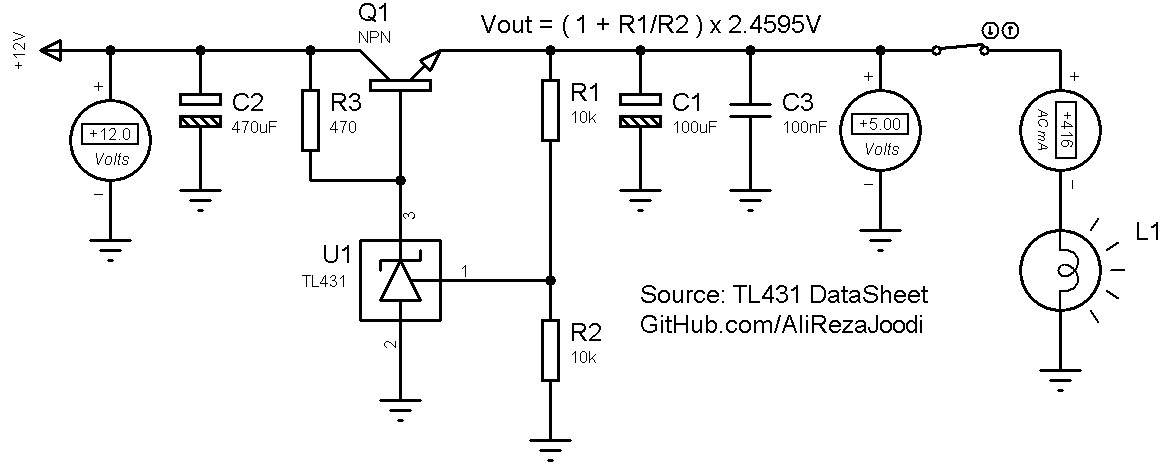 Q1
NPN
Vout = ( 1 + R1/R2 ) x 2.4595V
+12V
+
+12.0
Volts
−
C2
470uF
R3
470
R1
10k
C1
100uF
C3
100nF
+
+5.00
Volts
−
+
+416
AC mA
−
3
U1
TL431
1
2
R2
10k
L1
Source: TL431 DataSheet
GitHub.com/AliRezaJoodi